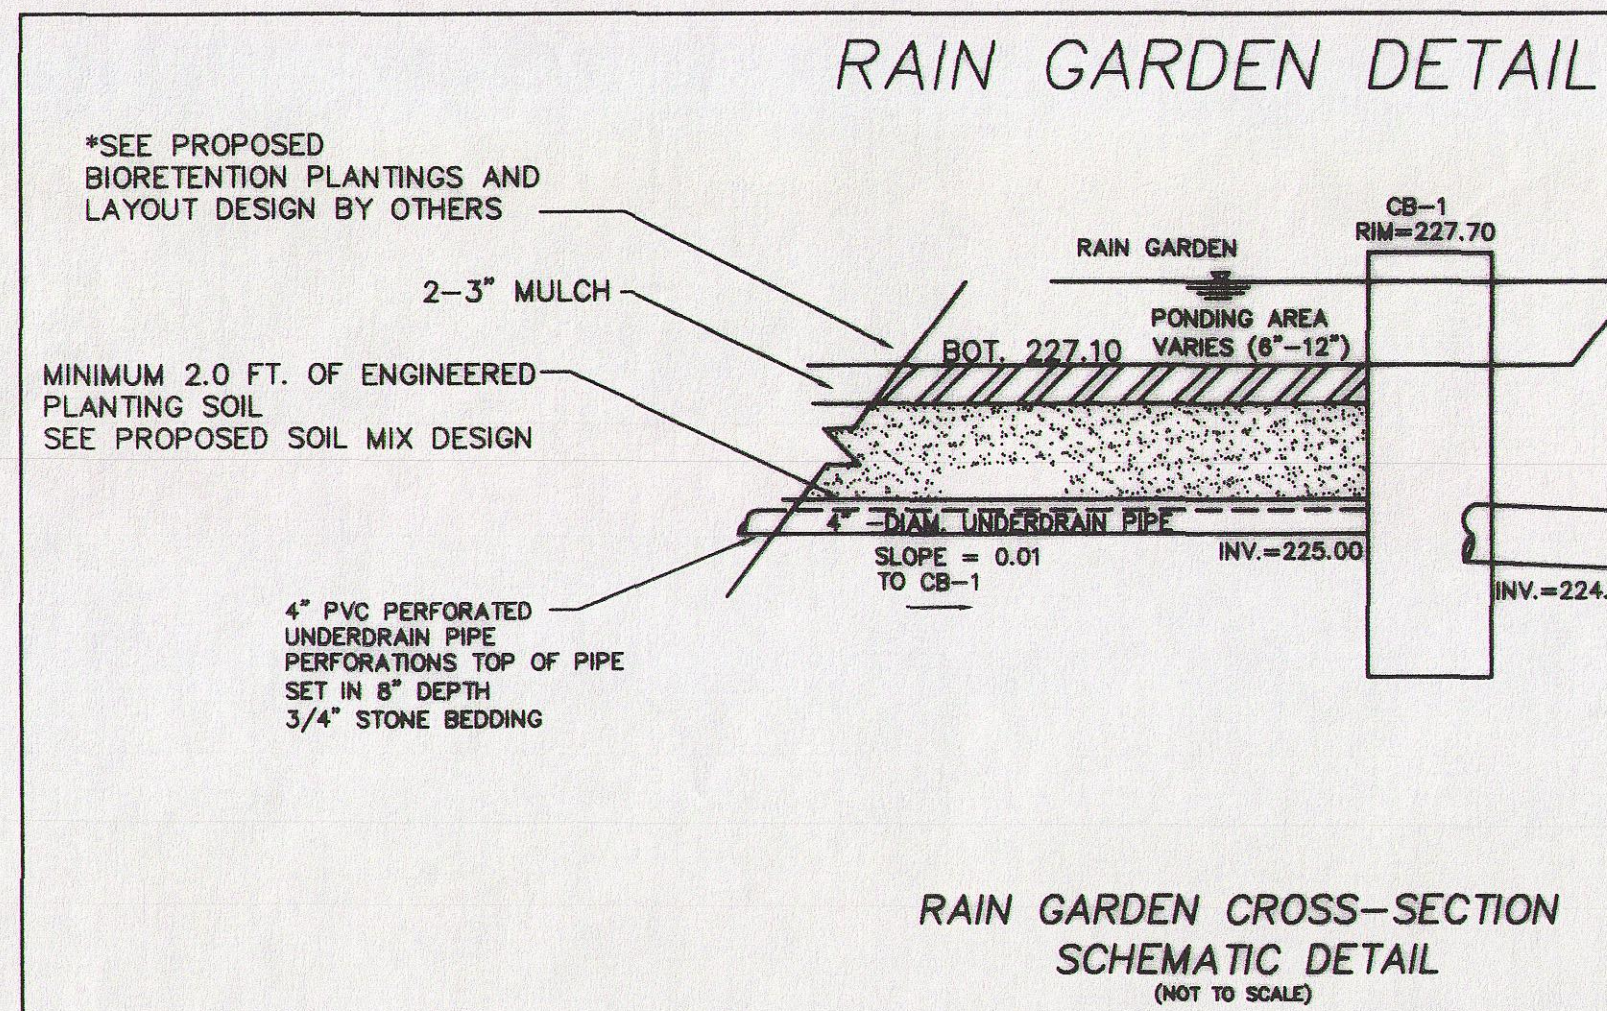 RAIN GARDEN DETAIL
*SEE PROPOSED
BIORETENTION PLANTINGS AND
LAYOUT DESIGN BY OTHERS
2-3" MULCH
MINIMUM 2.0 FT. OF ENGINEERED
PLANTING SOIL
SEE PROPOSED SOIL MIX DESIGN
CB-1
RIM=227.70
RAIN GARDEN
PONDING AREA
VARIES (6"-12")
BOT. 227.10
4" -DIAM. UNDERDRAIN PIPE
SLOPE = 0.01
TO CB-1
INV.=225.00
INV.=224.
4" PVC PERFORATED
UNDERDRAIN PIPE
PERFORATIONS TOP OF PIPE
SET IN 8" DEPTH
3/4" STONE BEDDING
RAIN GARDEN CROSS-SECTION
SCHEMATIC DETAIL
(NOT TO SCALE)